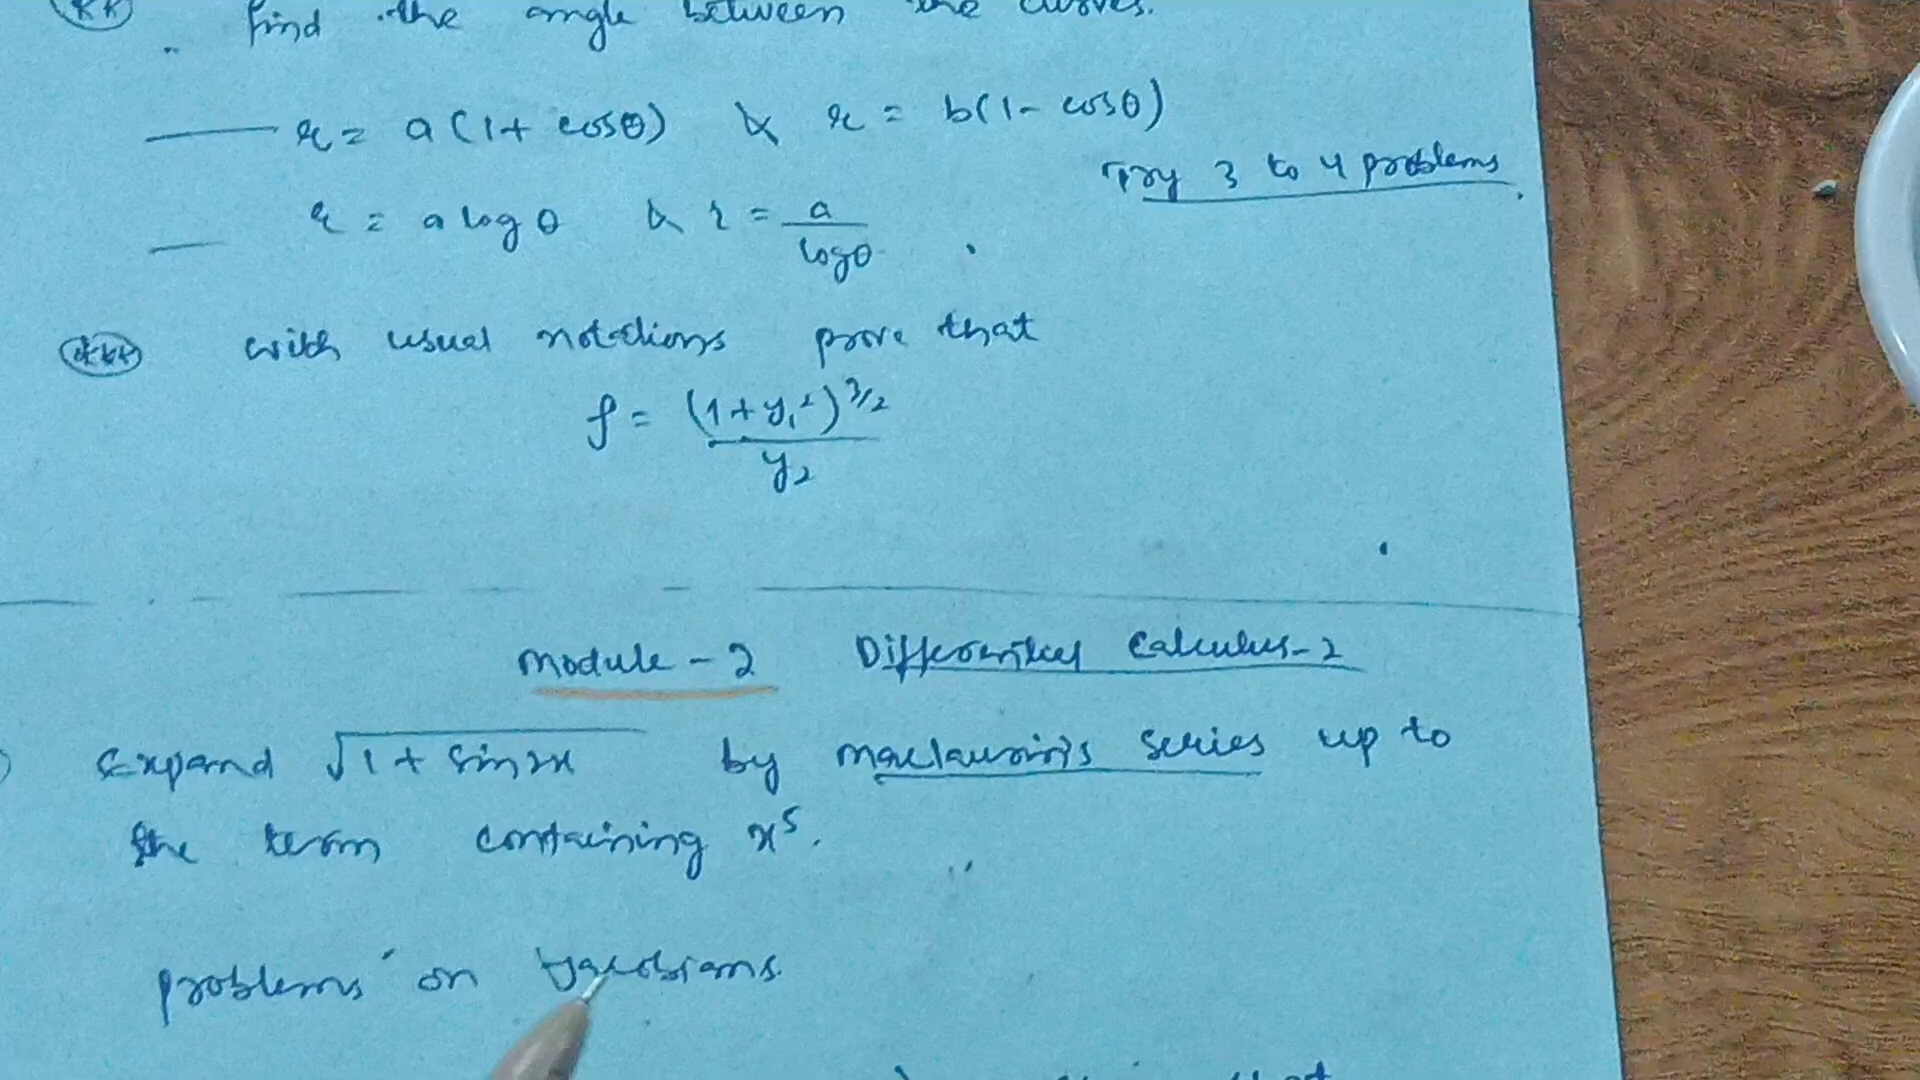 Find the angle between the curves.
r = a(1+ cosθ) & r = b(1- cosθ)
Try 3 to 4 problems.
r = a log θ & r = a/logθ
*** with usual notations prove that
ρ = (1+y₁²)^3/2 / y₂
Module - 2 Differential Calculus-2
Expand √1+ sin2x by Maclaurin's series up to
the term containing x⁵.
problems on Jacobians.
that